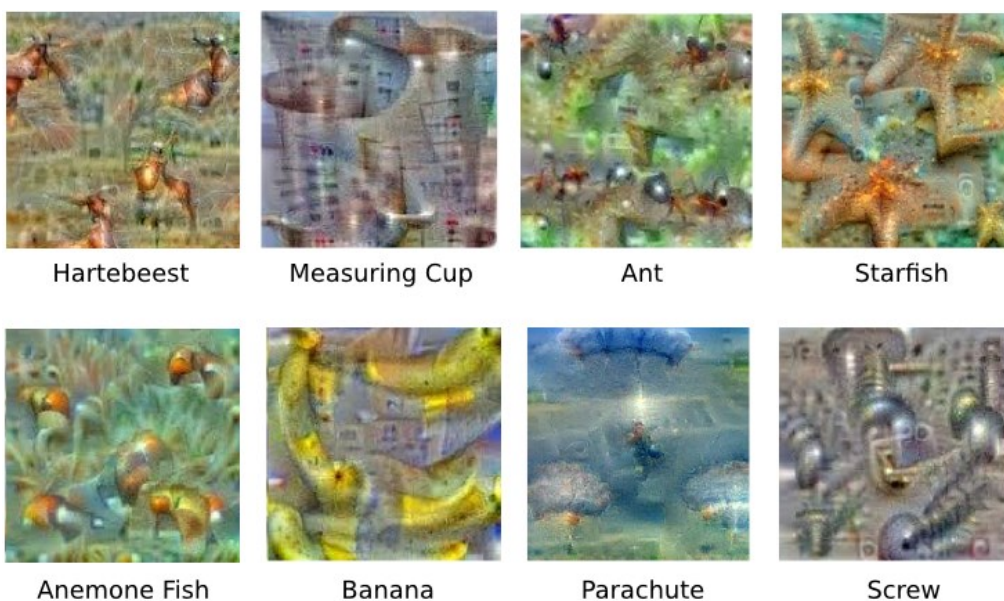 Hartebeest
Measuring Cup
Ant
Starfish
Anemone Fish
Banana
Parachute
Screw